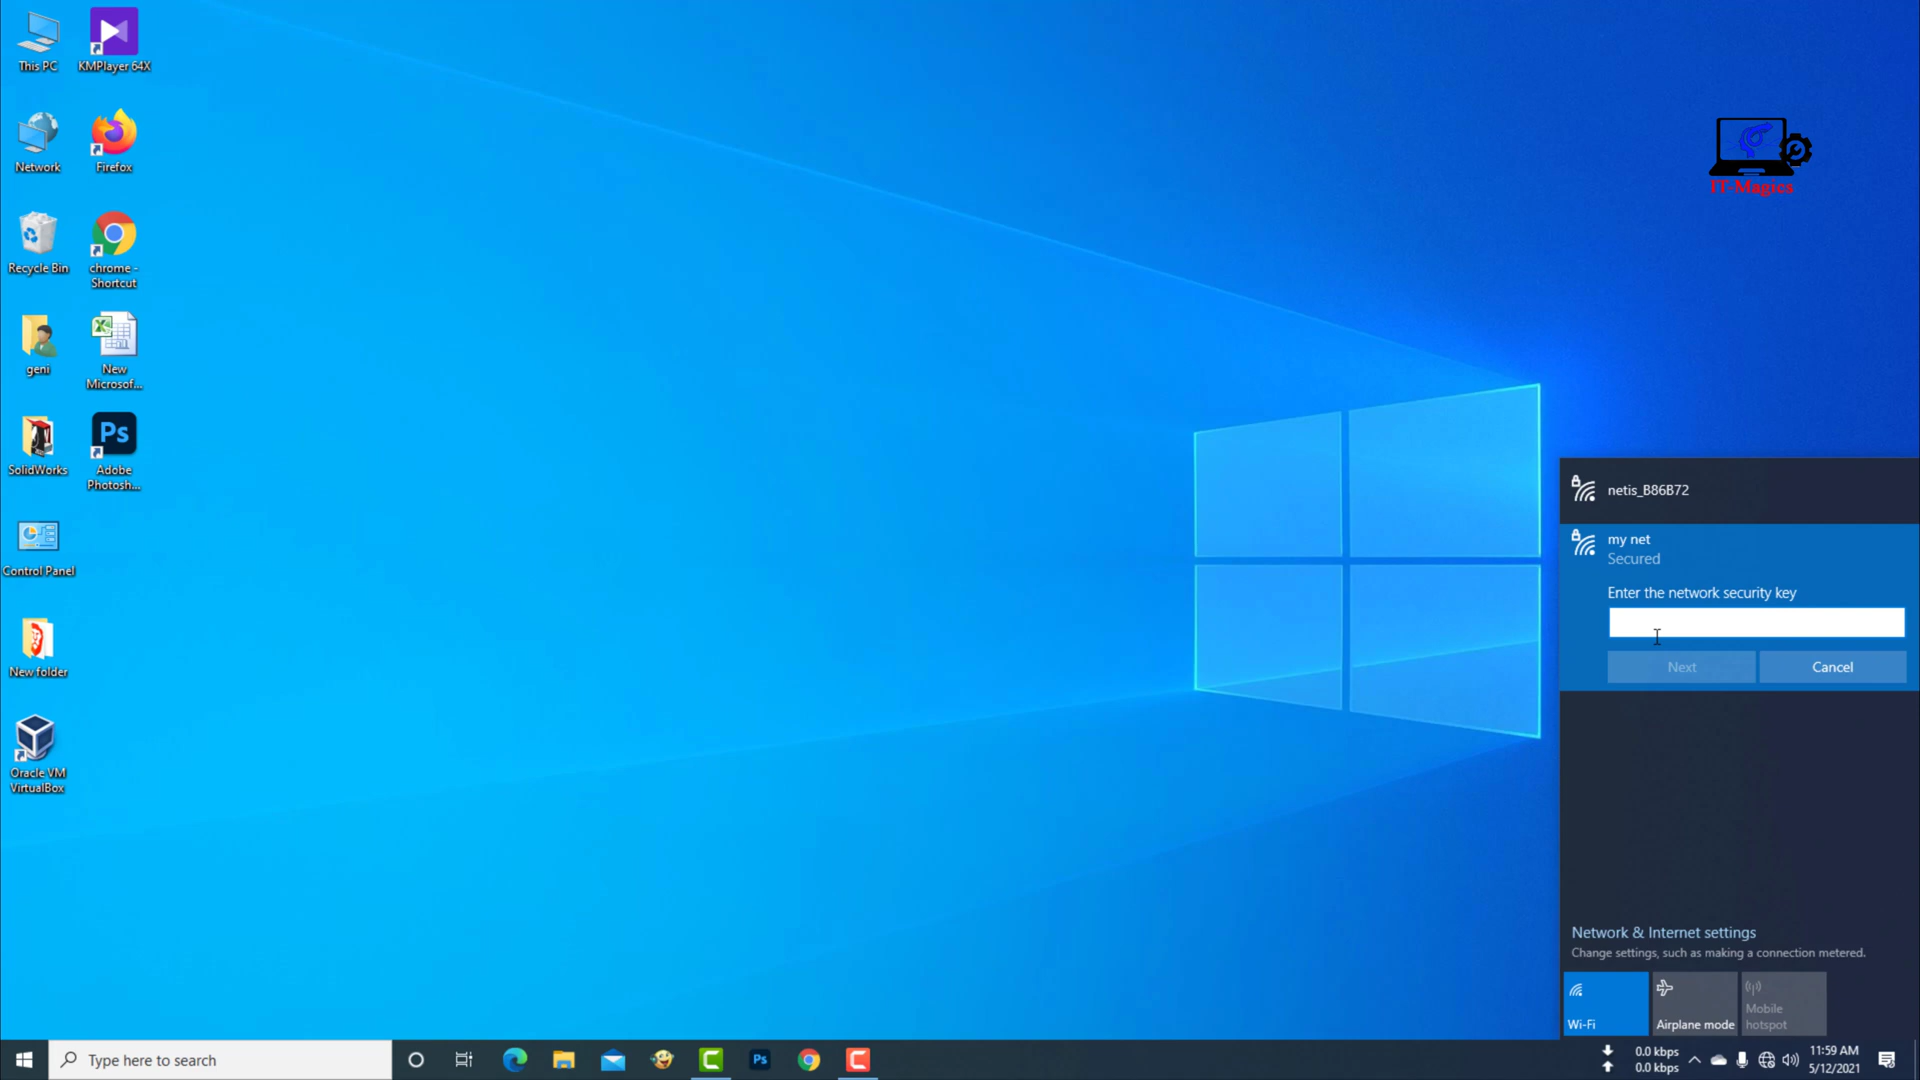 This PC
KMPlayer 64X
Network
Firefox
Recycle Bin
chrome -
Shortcut
geni
New
Microsof...
SolidWorks
Ps
Adobe
Photosh...
Control Panel
New folder
Oracle VM
VirtualBox
IT-Magics
netis_B86B72
my net
Secured
Enter the network security key
Next
Cancel
Network & Internet settings
Change settings, such as making a connection metered.
Wi-Fi
Airplane mode
Mobile
hotspot
Type here to search
Ps
0.0 kbps
0.0 kbps
11:59 AM
5/12/2021